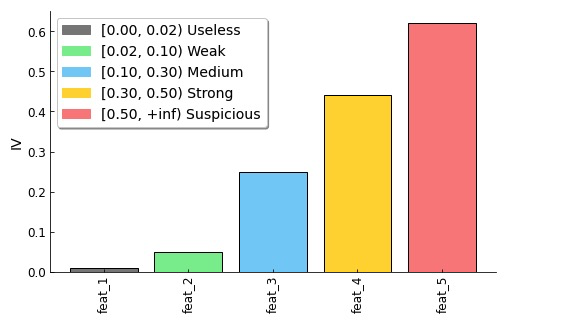 [0.00, 0.02) Useless
[0.02, 0.10) Weak
[0.10, 0.30) Medium
[0.30, 0.50) Strong
[0.50, +inf) Suspicious
IV
0.6
0.5
0.4
0.3
0.2
0.1
0.0
feat_1
feat_2
feat_3
feat_4
feat_5